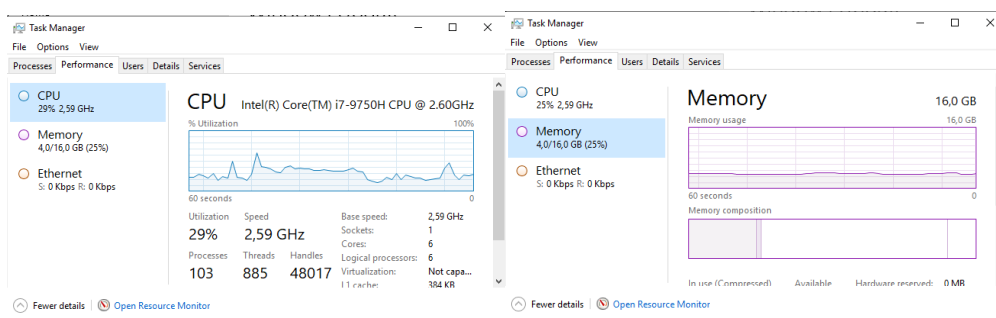 Task Manager
File Options View
Processes Performance Users Details Services
CPU
29% 2,59 GHz
Memory
4,0/16,0 GB (25%)
Ethernet
S: 0 Kbps R: 0 Kbps
CPU Intel(R) Core(TM) i7-9750H CPU @ 2.60GHz
% Utilization 100%
60 seconds 0
Utilization Speed Base speed: 2,59 GHz
29% 2,59 GHz Sockets: 1
Cores: 6
Processes Threads Handles Logical processors: 6
103 885 48017 Virtualization: Not capa...
L1 cache: 384 KB
Fewer details Open Resource Monitor
Task Manager
File Options View
Processes Performance Users Details Services
CPU
25% 2,59 GHz
Memory
4,0/16,0 GB (25%)
Ethernet
S: 0 Kbps R: 0 Kbps
Memory 16,0 GB
Memory usage 16,0 GB
60 seconds 0
Memory composition
In use (Compressed) Available Hardware reserved: 0 MB
Fewer details Open Resource Monitor